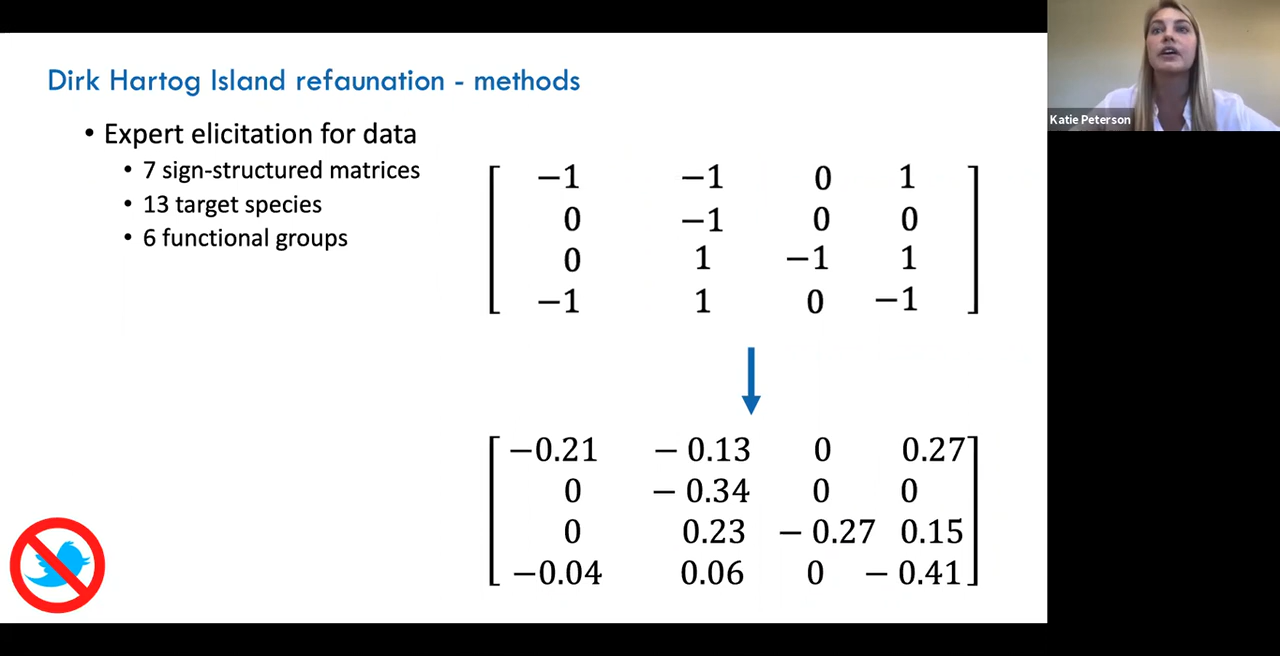 Dirk Hartog Island refaunation - methods
• Expert elicitation for data
• 7 sign-structured matrices
• 13 target species
• 6 functional groups
−1 −1 0 1
0 −1 0 0
0 1 −1 1
−1 1 0 −1
−0.21 − 0.13 0 0.27
0 − 0.34 0 0
0 0.23 − 0.27 0.15
−0.04 0.06 0 − 0.41
Katie Peterson